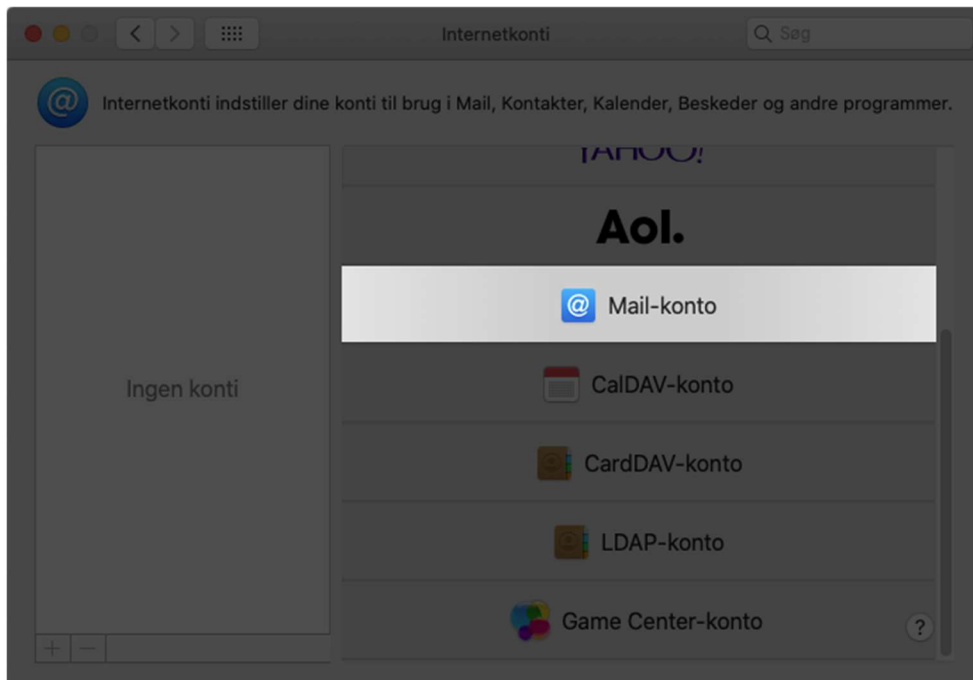 Internetkonti
Søg
Internetkonti indstiller dine konti til brug i Mail, Kontakter, Kalender, Beskeder og andre programmer.
YAHOO!
Aol.
Mail-konto
Ingen konti
CalDAV-konto
CardDAV-konto
LDAP-konto
Game Center-konto
?